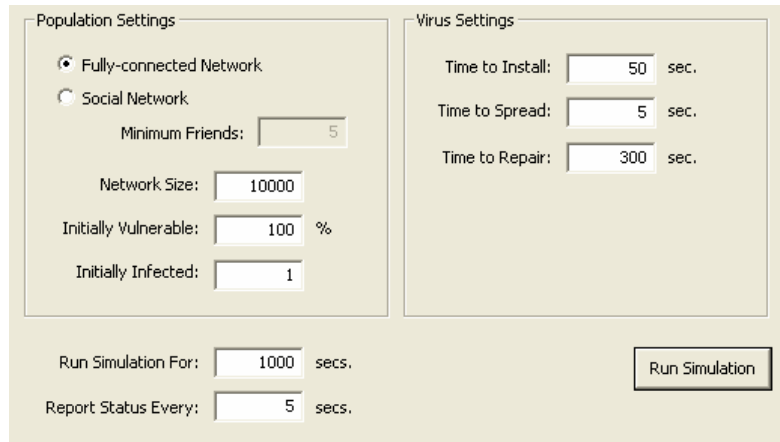 Population Settings
Fully-connected Network
Social Network
Minimum Friends: 5
Network Size: 10000
Initially Vulnerable: 100 %
Initially Infected: 1
Virus Settings
Time to Install: 50 sec.
Time to Spread: 5 sec.
Time to Repair: 300 sec.
Run Simulation For: 1000 secs.
Report Status Every: 5 secs.
Run Simulation